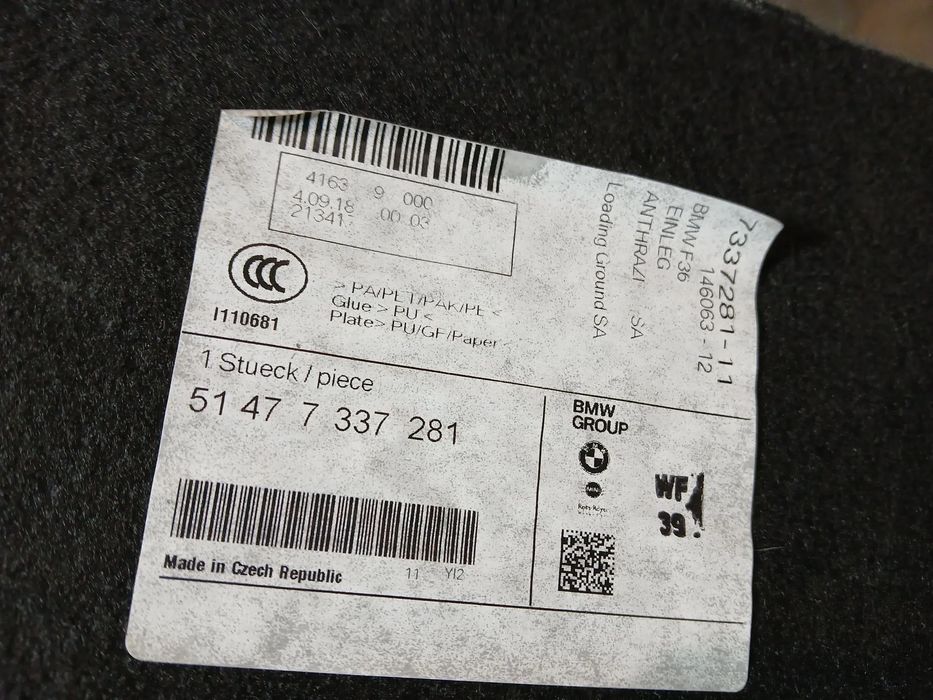 4163 9 000
4.09.18 00 03
21341
CCC
I110681
> PA/PET/PAK/PE <
Glue > PU <
Plate> PU/GF/Paper <
7337281-11
146063 - 12
BMW F36
EINLEG
ANTHRAZI SA
Loading Ground SA
1 Stueck / piece
51 47 7 337 281
Made in Czech Republic
11 YI2
BMW
GROUP
WF
39